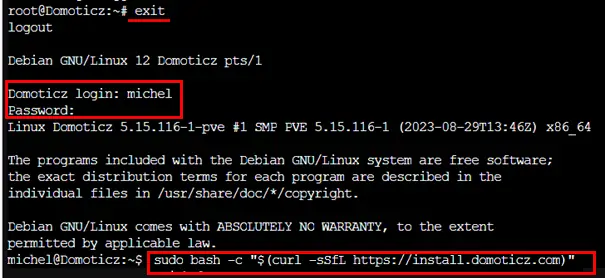 root@Domoticz:~# exit
logout
Debian GNU/Linux 12 Domoticz pts/1
Domoticz login: michel
Password:
Linux Domoticz 5.15.116-1-pve #1 SMP PVE 5.15.116-1 (2023-08-29T13:46Z) x86_64
The programs included with the Debian GNU/Linux system are free software;
the exact distribution terms for each program are described in the
individual files in /usr/share/doc/*/copyright.
Debian GNU/Linux comes with ABSOLUTELY NO WARRANTY, to the extent
permitted by applicable law.
michel@Domoticz:~$ sudo bash -c "$(curl -sSfL https://install.domoticz.com)"